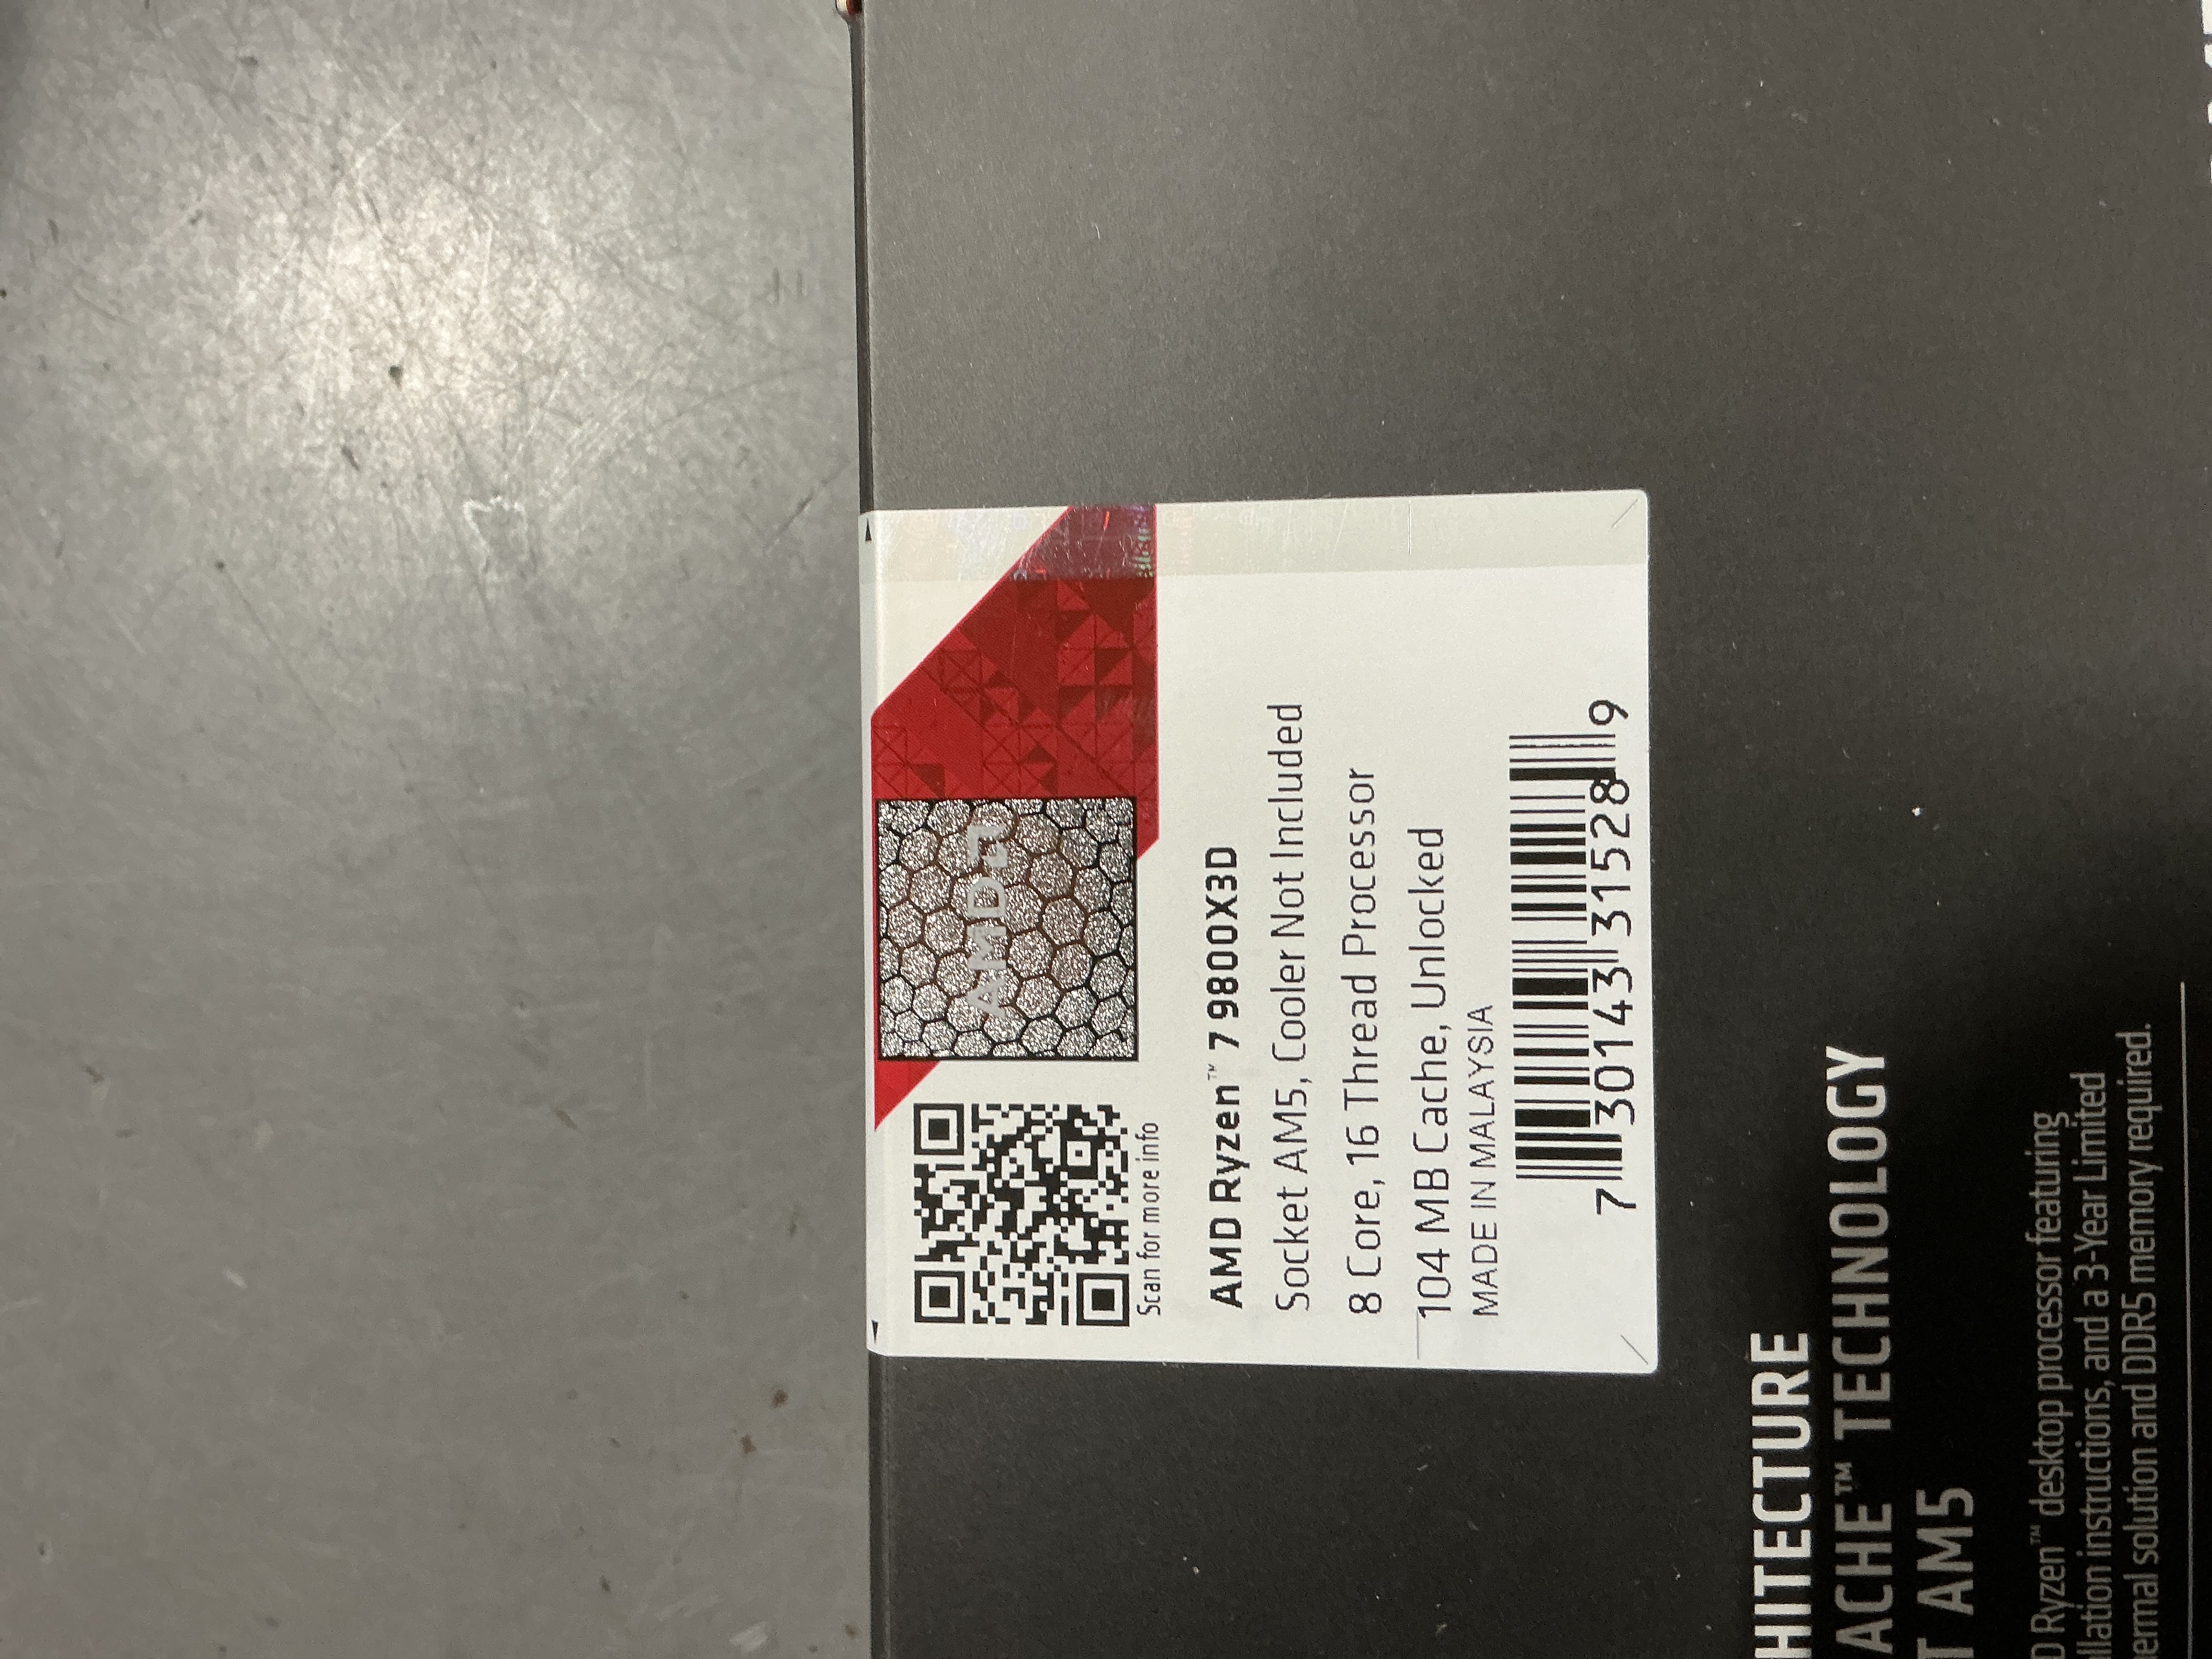 AMD
Scan for more info
AMD Ryzen™ 7 9800X3D
Socket AM5, Cooler Not Included
8 Core, 16 Thread Processor
104 MB Cache, Unlocked
MADE IN MALAYSIA
7 30143 31528 9
HITECTURE
ACHE™ TECHNOLOGY
T AM5
D Ryzen™ desktop processor featuring
llation instructions, and a 3-Year Limited
ermal solution and DDR5 memory required.